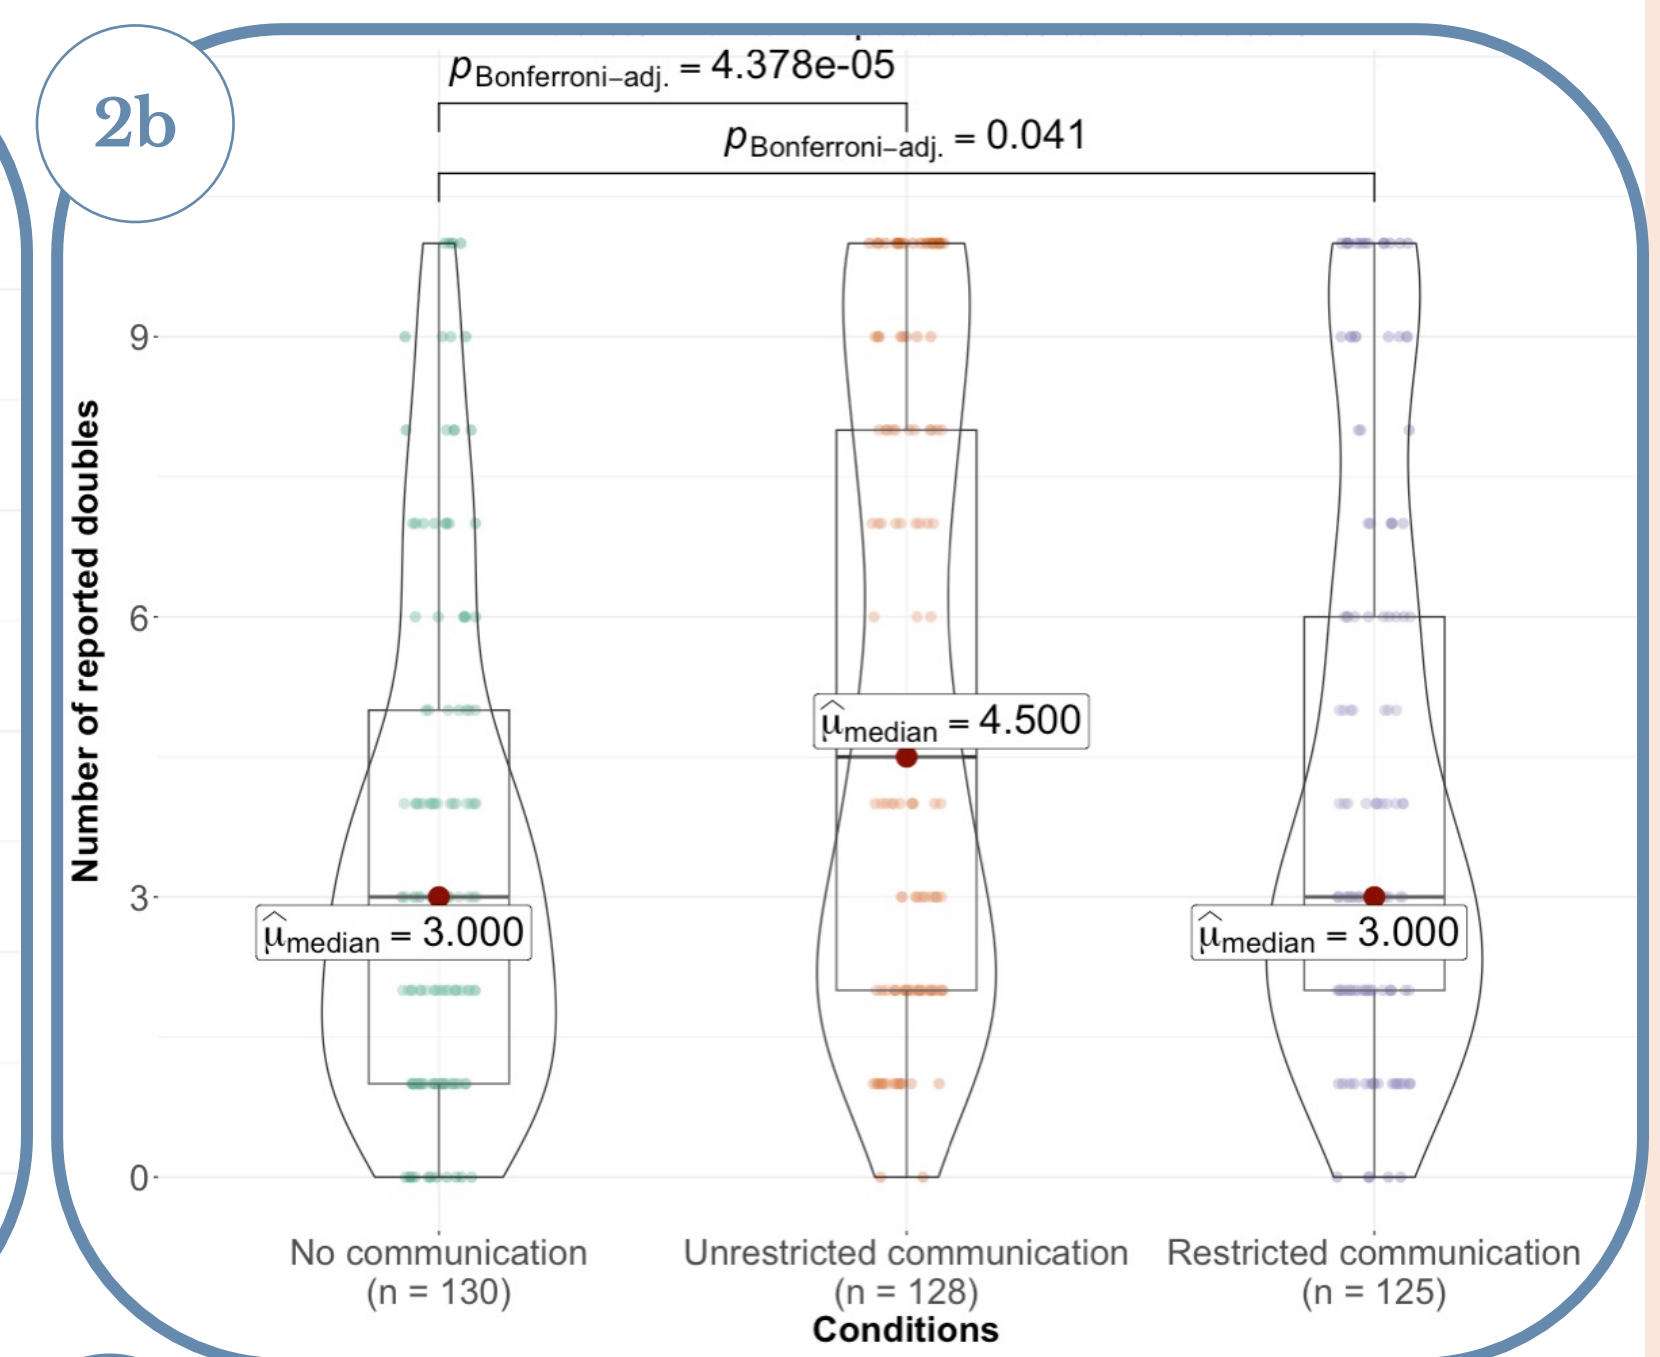 2b
pBonferroni−adj. = 4.378e-05
pBonferroni−adj. = 0.041
Number of reported doubles
9
6
3
0
μ̂median = 3.000
μ̂median = 4.500
μ̂median = 3.000
No communication
(n = 130)
Unrestricted communication
(n = 128)
Restricted communication
(n = 125)
Conditions